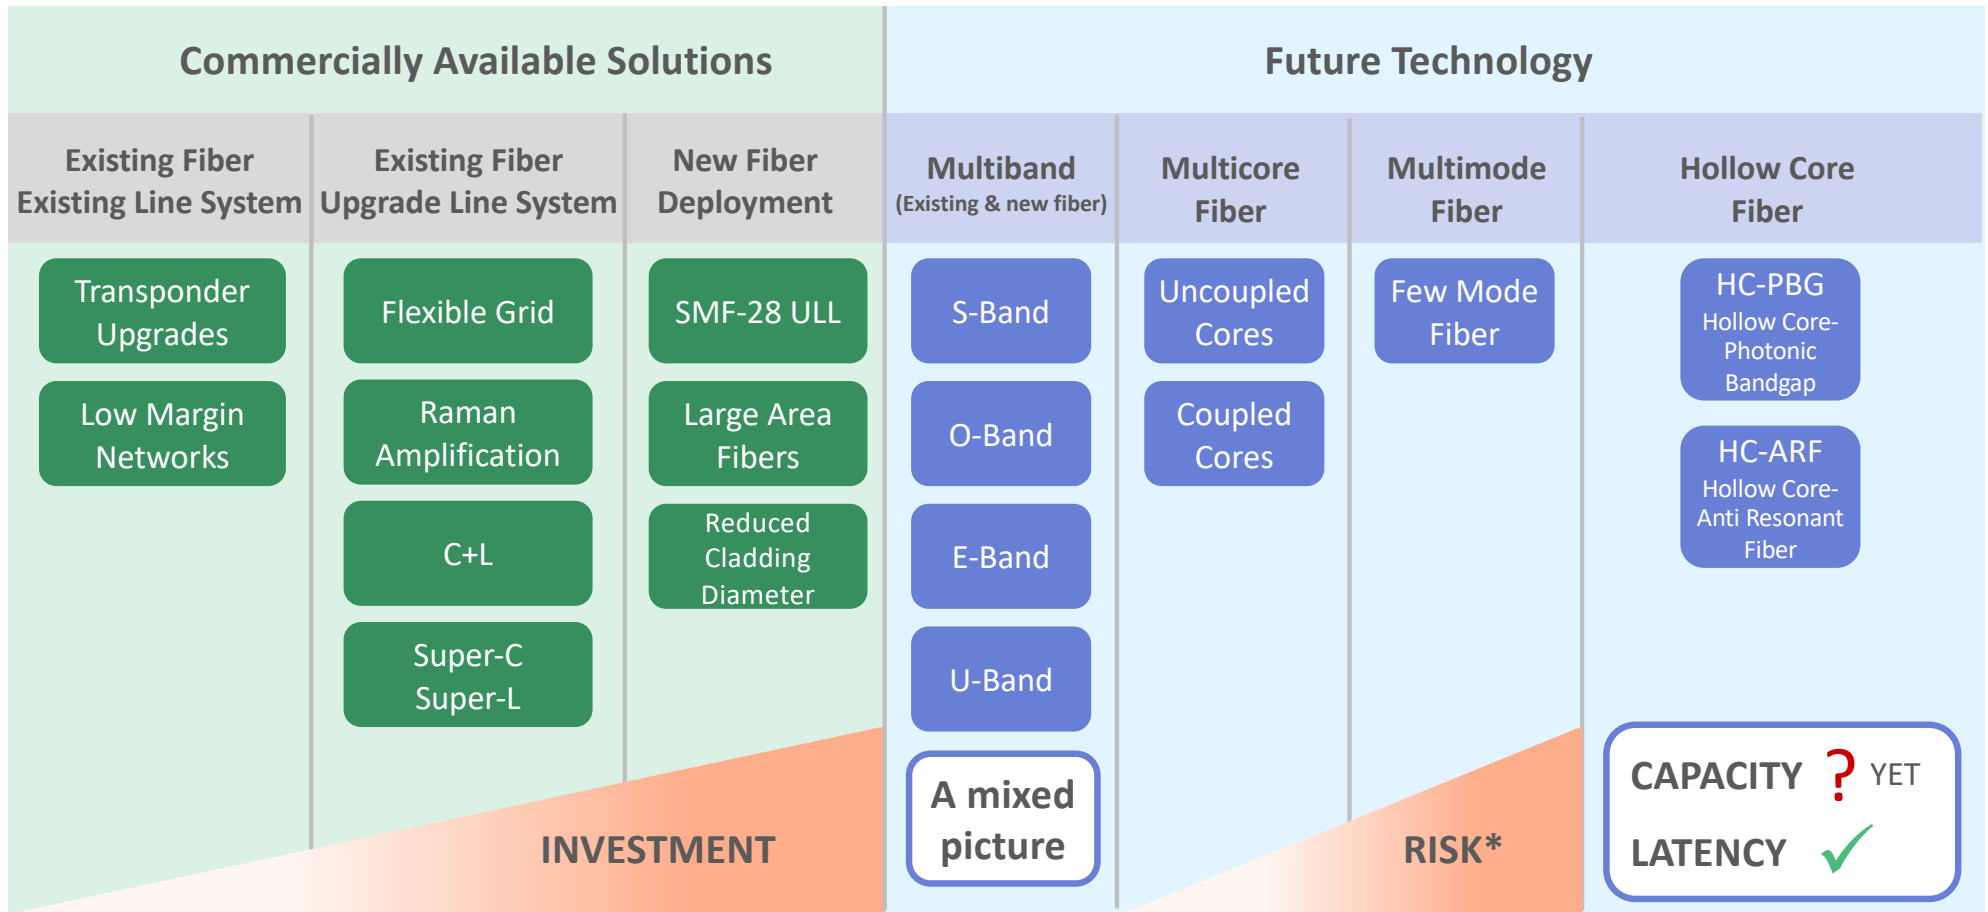 Commercially Available Solutions
Future Technology
Existing Fiber
Existing Line System
Existing Fiber
Upgrade Line System
New Fiber
Deployment
Multiband
(Existing & new fiber)
Multicore
Fiber
Multimode
Fiber
Hollow Core
Fiber
Transponder
Upgrades
Low Margin
Networks
Flexible Grid
Raman
Amplification
C+L
Super-C
Super-L
SMF-28 ULL
Large Area
Fibers
Reduced
Cladding
Diameter
S-Band
O-Band
E-Band
U-Band
A mixed
picture
Uncoupled
Cores
Coupled
Cores
Few Mode
Fiber
HC-PBG
Hollow Core-
Photonic
Bandgap
HC-ARF
Hollow Core-
Anti Resonant
Fiber
INVESTMENT
RISK*
CAPACITY ? YET
LATENCY ✓